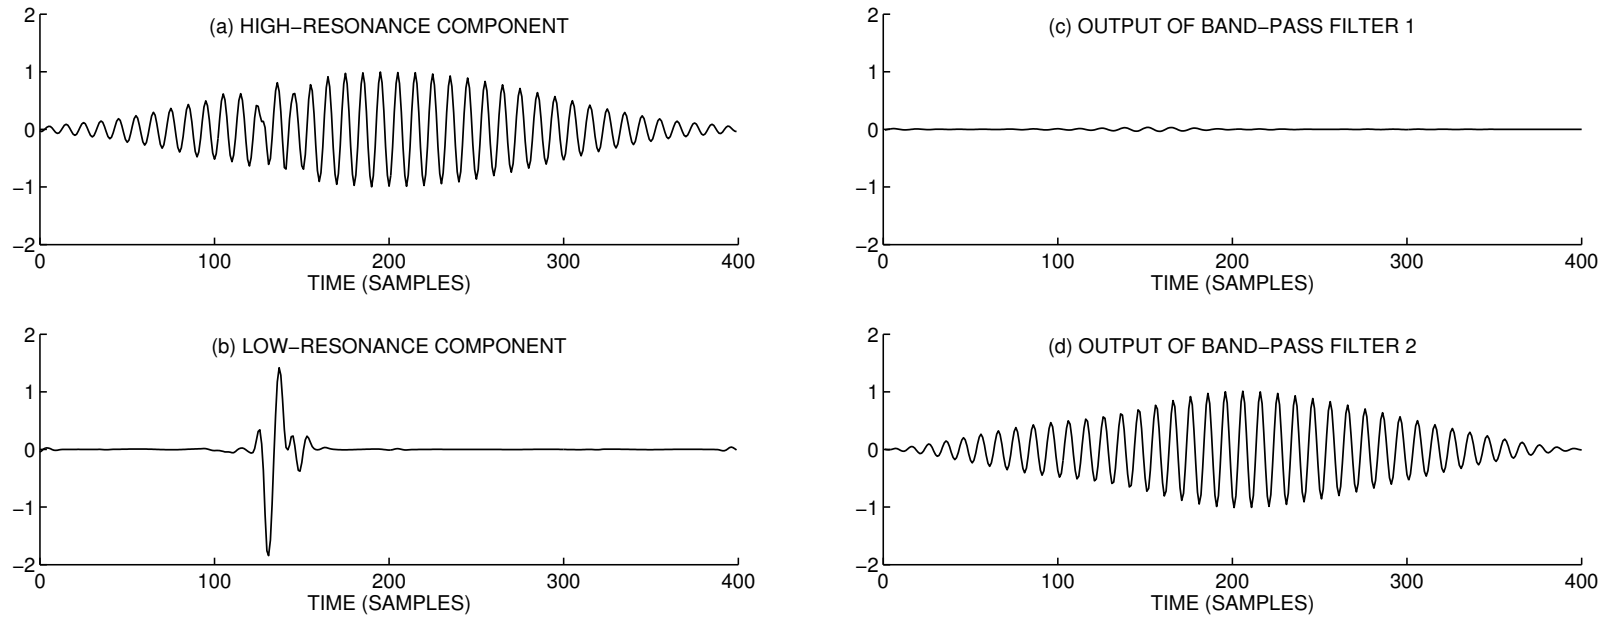 (a) HIGH−RESONANCE COMPONENT
2
1
0
−1
−2
0 100 200 300 400
TIME (SAMPLES)
(c) OUTPUT OF BAND−PASS FILTER 1
2
1
0
−1
−2
0 100 200 300 400
TIME (SAMPLES)
(b) LOW−RESONANCE COMPONENT
2
1
0
−1
−2
0 100 200 300 400
TIME (SAMPLES)
(d) OUTPUT OF BAND−PASS FILTER 2
2
1
0
−1
−2
0 100 200 300 400
TIME (SAMPLES)